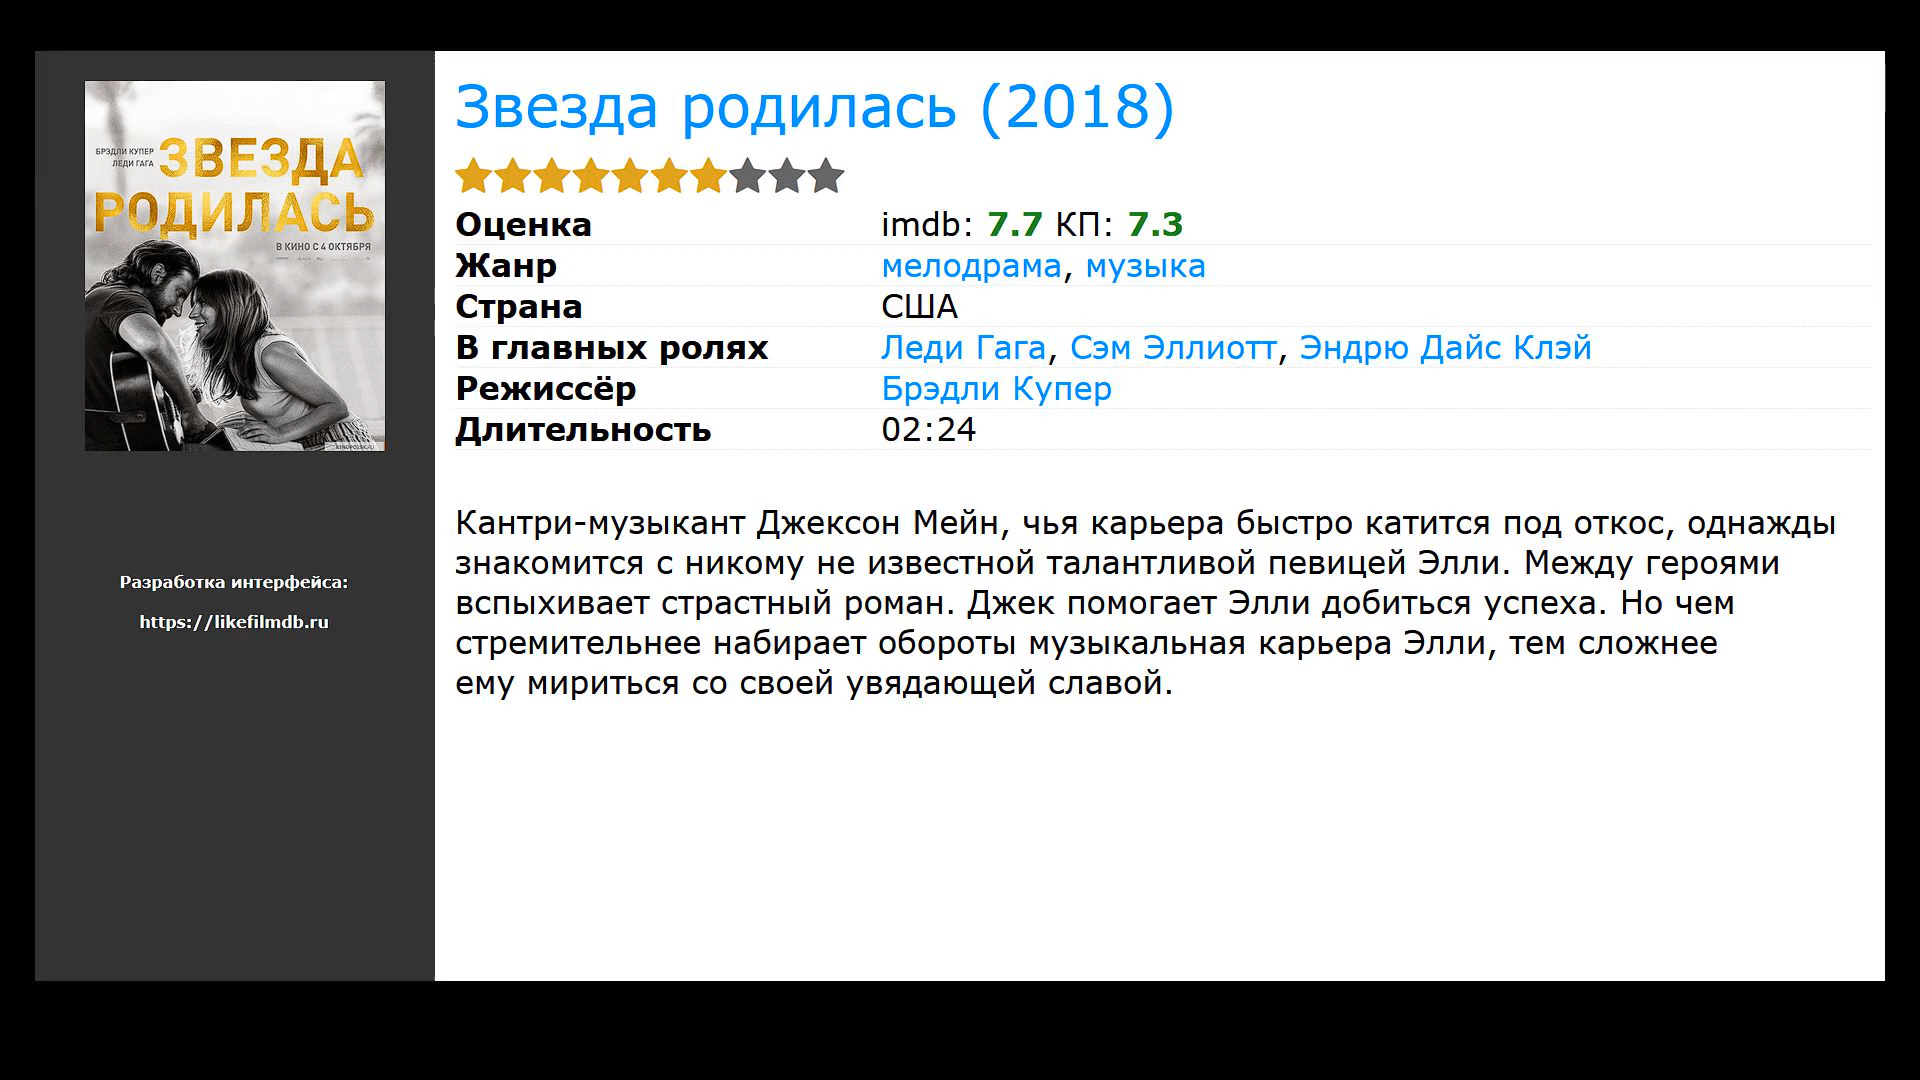 БРЭДЛИ КУПЕР
ЛЕДИ ГАГА
ЗВЕЗДА
РОДИЛАСЬ
В КИНО С 4 ОКТЯБРЯ
Разработка интерфейса:
https://likefilmdb.ru
Звезда родилась (2018)
Оценка imdb: 7.7 КП: 7.3
Жанр мелодрама, музыка
Страна США
В главных ролях Леди Гага, Сэм Эллиотт, Эндрю Дайс Клэй
Режиссёр Брэдли Купер
Длительность 02:24
Кантри-музыкант Джексон Мейн, чья карьера быстро катится под откос, однажды
знакомится с никому не известной талантливой певицей Элли. Между героями
вспыхивает страстный роман. Джек помогает Элли добиться успеха. Но чем
стремительнее набирает обороты музыкальная карьера Элли, тем сложнее
ему мириться со своей увядающей славой.